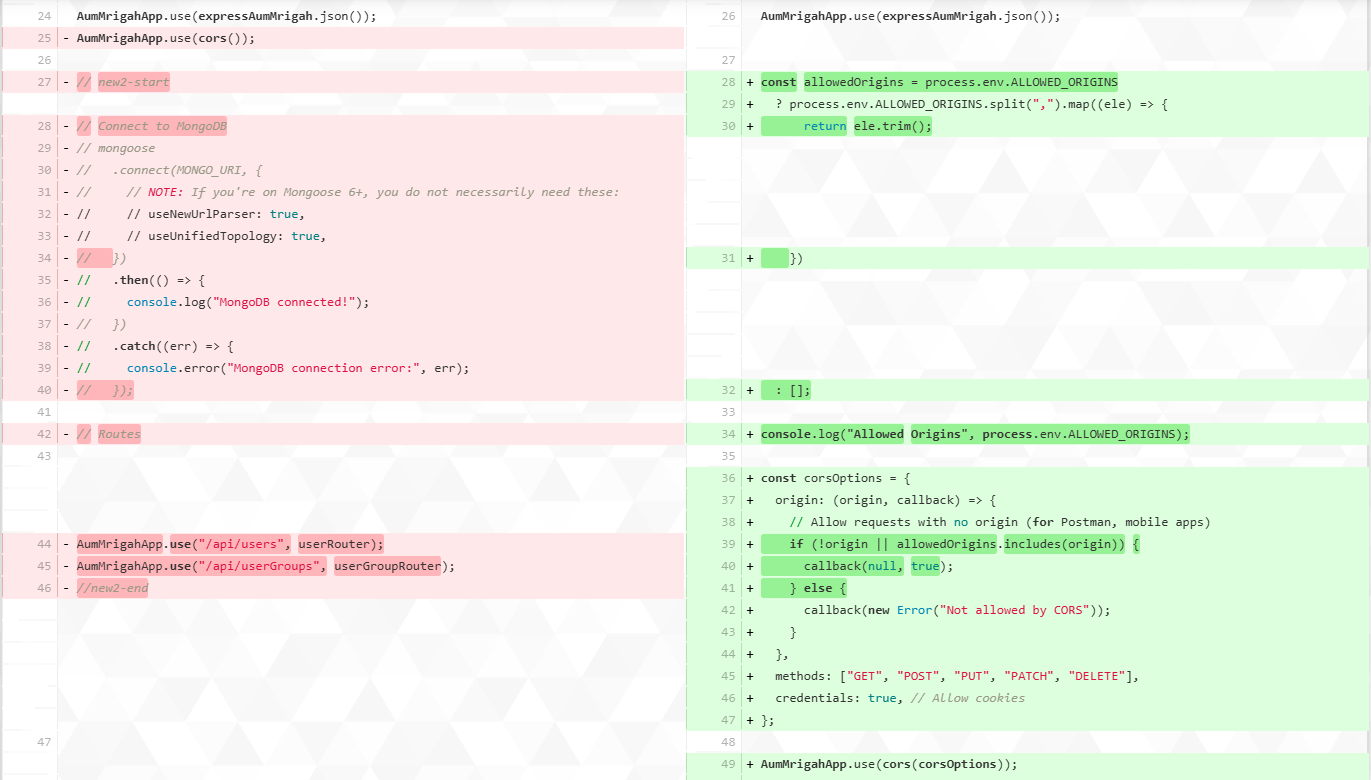 24 AumMrigahApp.use(expressAumMrigah.json());
25 - AumMrigahApp.use(cors());
26
27 - // new2-start
28 - // Connect to MongoDB
29 - // mongoose
30 - //   .connect(MONGO_URI, {
31 - //     // NOTE: If you're on Mongoose 6+, you do not necessarily need these:
32 - //     // useNewUrlParser: true,
33 - //     // useUnifiedTopology: true,
34 - //   })
35 - //   .then(() => {
36 - //     console.log("MongoDB connected!");
37 - //   })
38 - //   .catch((err) => {
39 - //     console.error("MongoDB connection error:", err);
40 - //   });
41
42 - // Routes
43
44 - AumMrigahApp.use("/api/users", userRouter);
45 - AumMrigahApp.use("/api/userGroups", userGroupRouter);
46 - //new2-end
47
26 AumMrigahApp.use(expressAumMrigah.json());
27
28 + const allowedOrigins = process.env.ALLOWED_ORIGINS
29 +   ? process.env.ALLOWED_ORIGINS.split(",").map((ele) => {
30 +       return ele.trim();
31 +     })
32 +   : [];
33
34 + console.log("Allowed Origins", process.env.ALLOWED_ORIGINS);
35
36 + const corsOptions = {
37 +   origin: (origin, callback) => {
38 +     // Allow requests with no origin (for Postman, mobile apps)
39 +     if (!origin || allowedOrigins.includes(origin)) {
40 +       callback(null, true);
41 +     } else {
42 +       callback(new Error("Not allowed by CORS"));
43 +     }
44 +   },
45 +   methods: ["GET", "POST", "PUT", "PATCH", "DELETE"],
46 +   credentials: true, // Allow cookies
47 + };
48
49 + AumMrigahApp.use(cors(corsOptions));